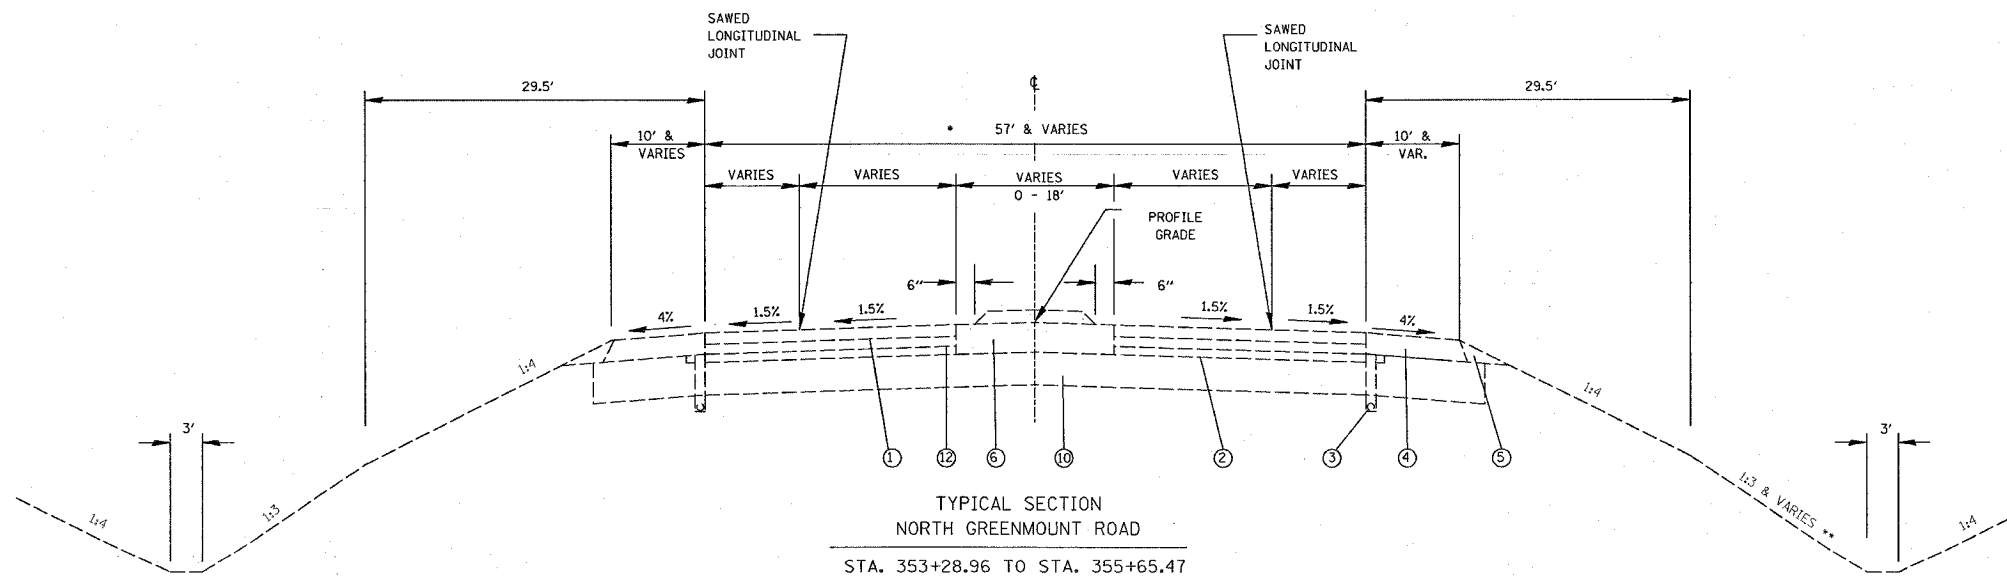 SAWED
LONGITUDINAL
JOINT
SAWED
LONGITUDINAL
JOINT
29.5'
℄
29.5'
10' &
VARIES
* 57' & VARIES
10' &
VAR.
VARIES
VARIES
VARIES
0 - 18'
VARIES
VARIES
PROFILE
GRADE
6"
6"
4%
1.5%
1.5%
1.5%
1.5%
4%
1:4
1:4
3'
3'
1
12
6
10
2
3
4
5
1:4
1:3
1:3 & VARIES **
1:4
TYPICAL SECTION
NORTH GREENMOUNT ROAD
STA. 353+28.96 TO STA. 355+65.47